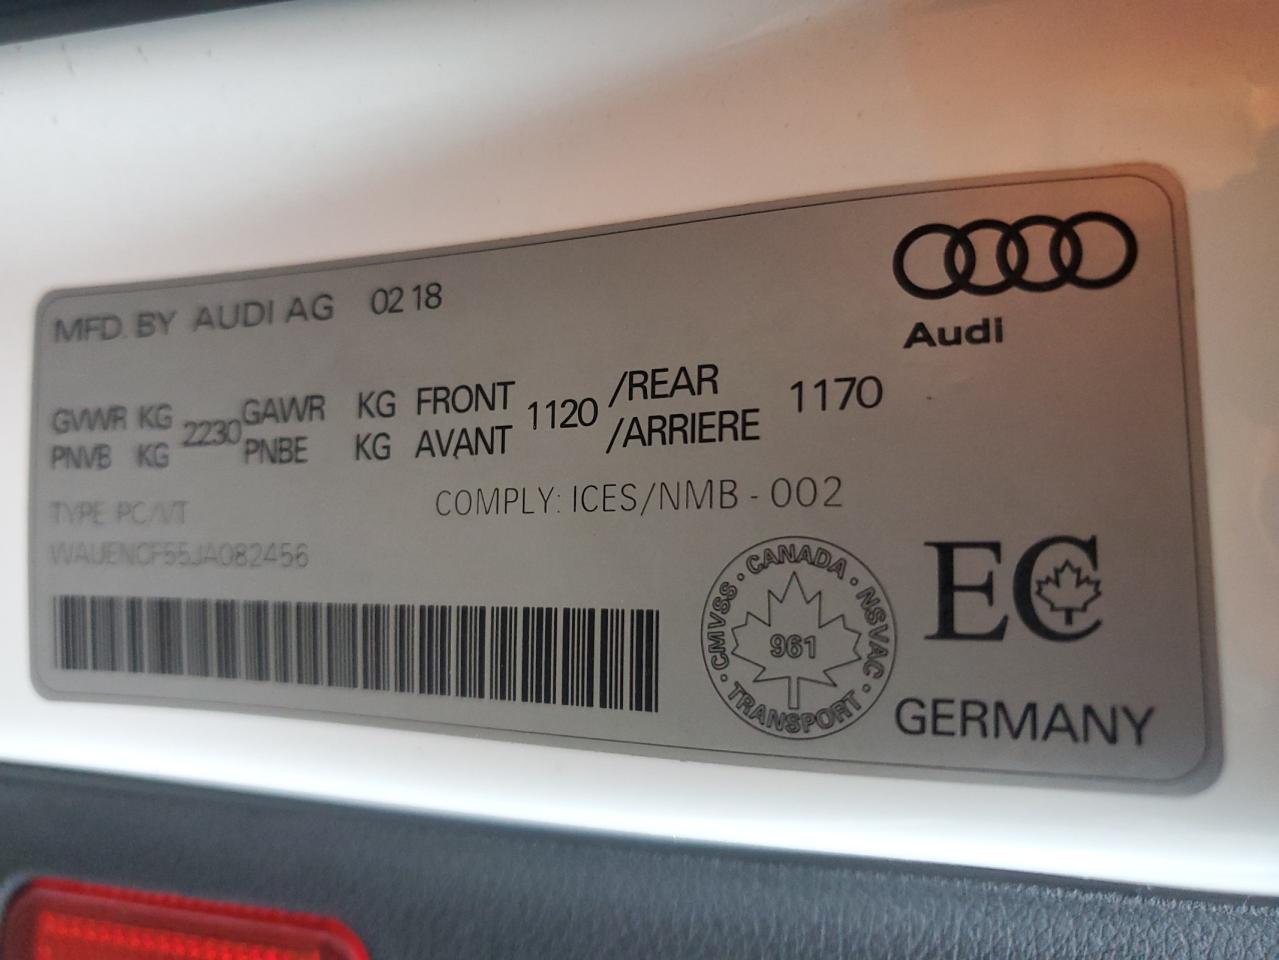 MFD. BY AUDI AG 02 18
Audi
GVWR KG 2230 GAWR KG FRONT 1120 /REAR 1170
PNVB KG PNBE KG AVANT /ARRIERE
TYPE PC/VT
COMPLY: ICES/NMB - 002
WAUENCF55JA082456
CANADA · NSVAC · TRANSPORT · CMVSS ·
961
EC
GERMANY